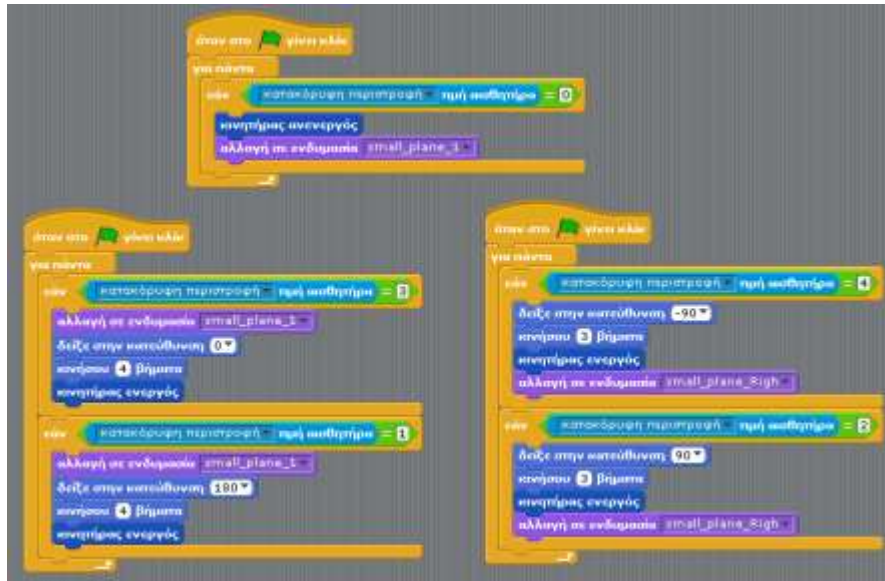 όταν στο γίνει κλικ
για πάντα
εάν κατακόρυφη περιστροφή τιμή αισθητήρα = 0
κινητήρας ανενεργός
αλλαγή σε ενδυμασία small_plane_1
όταν στο γίνει κλικ
για πάντα
εάν κατακόρυφη περιστροφή τιμή αισθητήρα = 3
αλλαγή σε ενδυμασία small_plane_1
δείξε στην κατεύθυνση 0
κινήσου 4 βήματα
κινητήρας ενεργός
εάν κατακόρυφη περιστροφή τιμή αισθητήρα = 1
αλλαγή σε ενδυμασία small_plane_1
δείξε στην κατεύθυνση 180
κινήσου 4 βήματα
κινητήρας ενεργός
όταν στο γίνει κλικ
για πάντα
εάν κατακόρυφη περιστροφή τιμή αισθητήρα = 4
δείξε στην κατεύθυνση -90
κινήσου 3 βήματα
κινητήρας ενεργός
αλλαγή σε ενδυμασία small_plane_Righ
εάν κατακόρυφη περιστροφή τιμή αισθητήρα = 2
δείξε στην κατεύθυνση 90
κινήσου 3 βήματα
κινητήρας ενεργός
αλλαγή σε ενδυμασία small_plane_Righ